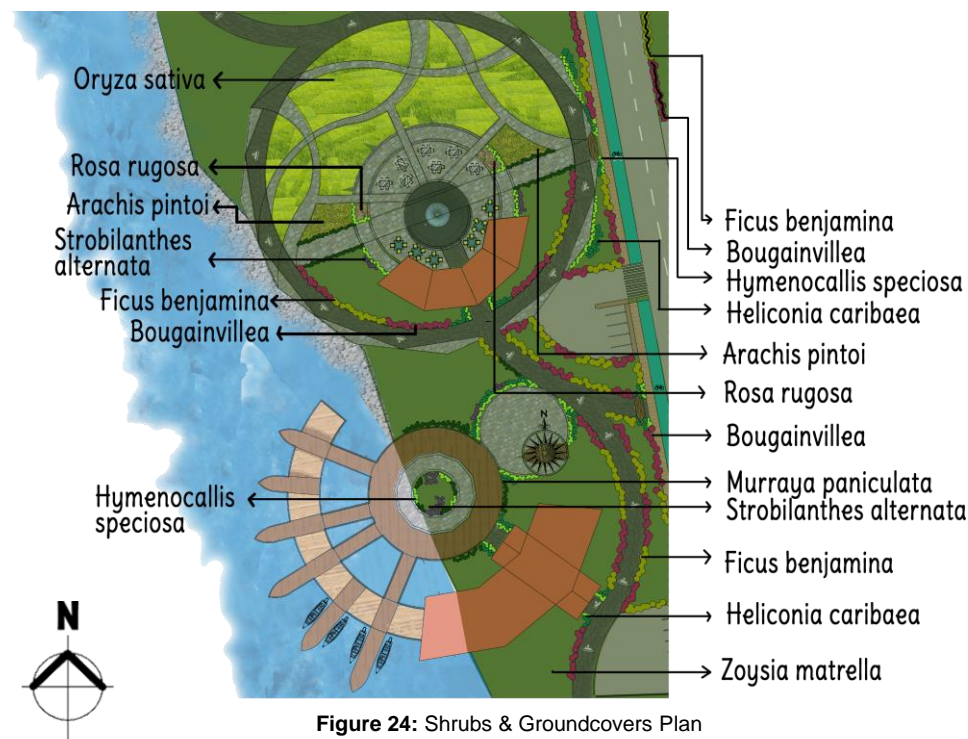 Oryza sativa
Rosa rugosa
Arachis pintoi
Strobilanthes
alternata
Ficus benjamina
Bougainvillea
Hymenocallis
speciosa
N
Ficus benjamina
Bougainvillea
Hymenocallis speciosa
Heliconia caribaea
Arachis pintoi
Rosa rugosa
Bougainvillea
Murraya paniculata
Strobilanthes alternata
Ficus benjamina
Heliconia caribaea
Zoysia matrella
N
Figure 24: Shrubs & Groundcovers Plan